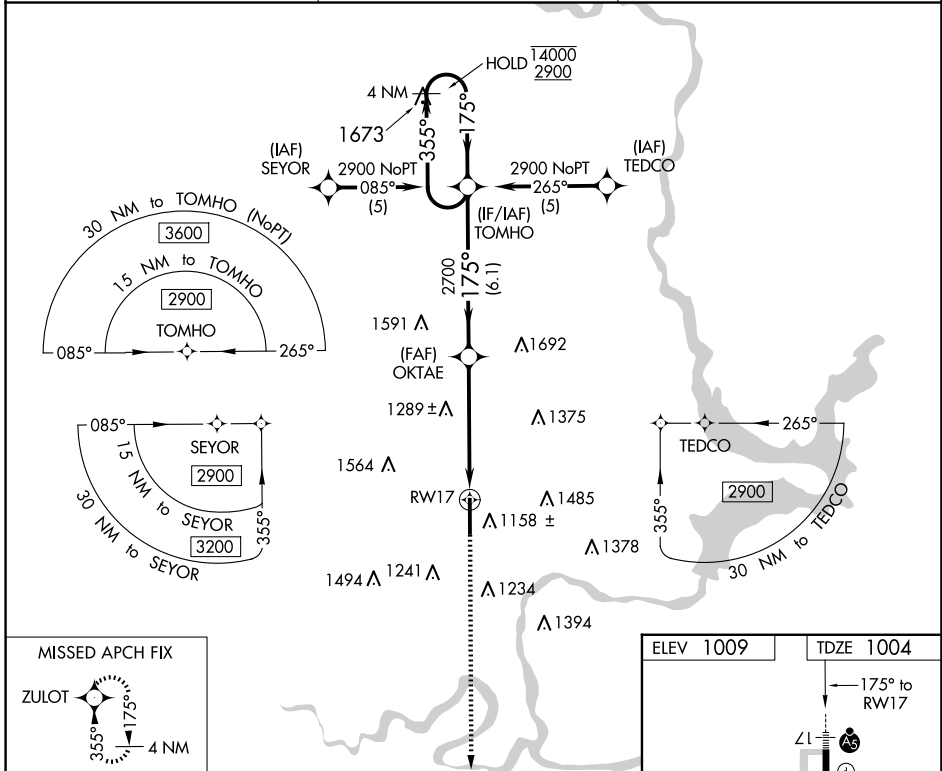 HOLD 14000
2900
4 NM
1673
355°
175°
(IAF)
SEYOR
2900 NoPT
085°
(5)
(IAF)
TEDCO
2900 NoPT
265°
(5)
(IF/IAF)
TOMHO
2700
175°
(6.1)
30 NM to TOMHO (NoPT)
3600
15 NM to TOMHO
2900
TOMHO
085°
265°
1591
1692
(FAF)
OKTAE
1289 ±
1375
085°
SEYOR
2900
15 NM to SEYOR
3200
30 NM to SEYOR
355°
1564
RW17
1485
1158 ±
1378
265°
TEDCO
2900
355°
30 NM to TEDCO
1494
1241
1234
1394
MISSED APCH FIX
ZULOT
355°
175°
4 NM
ELEV 1009
TDZE 1004
175° to
RW17
17
A5